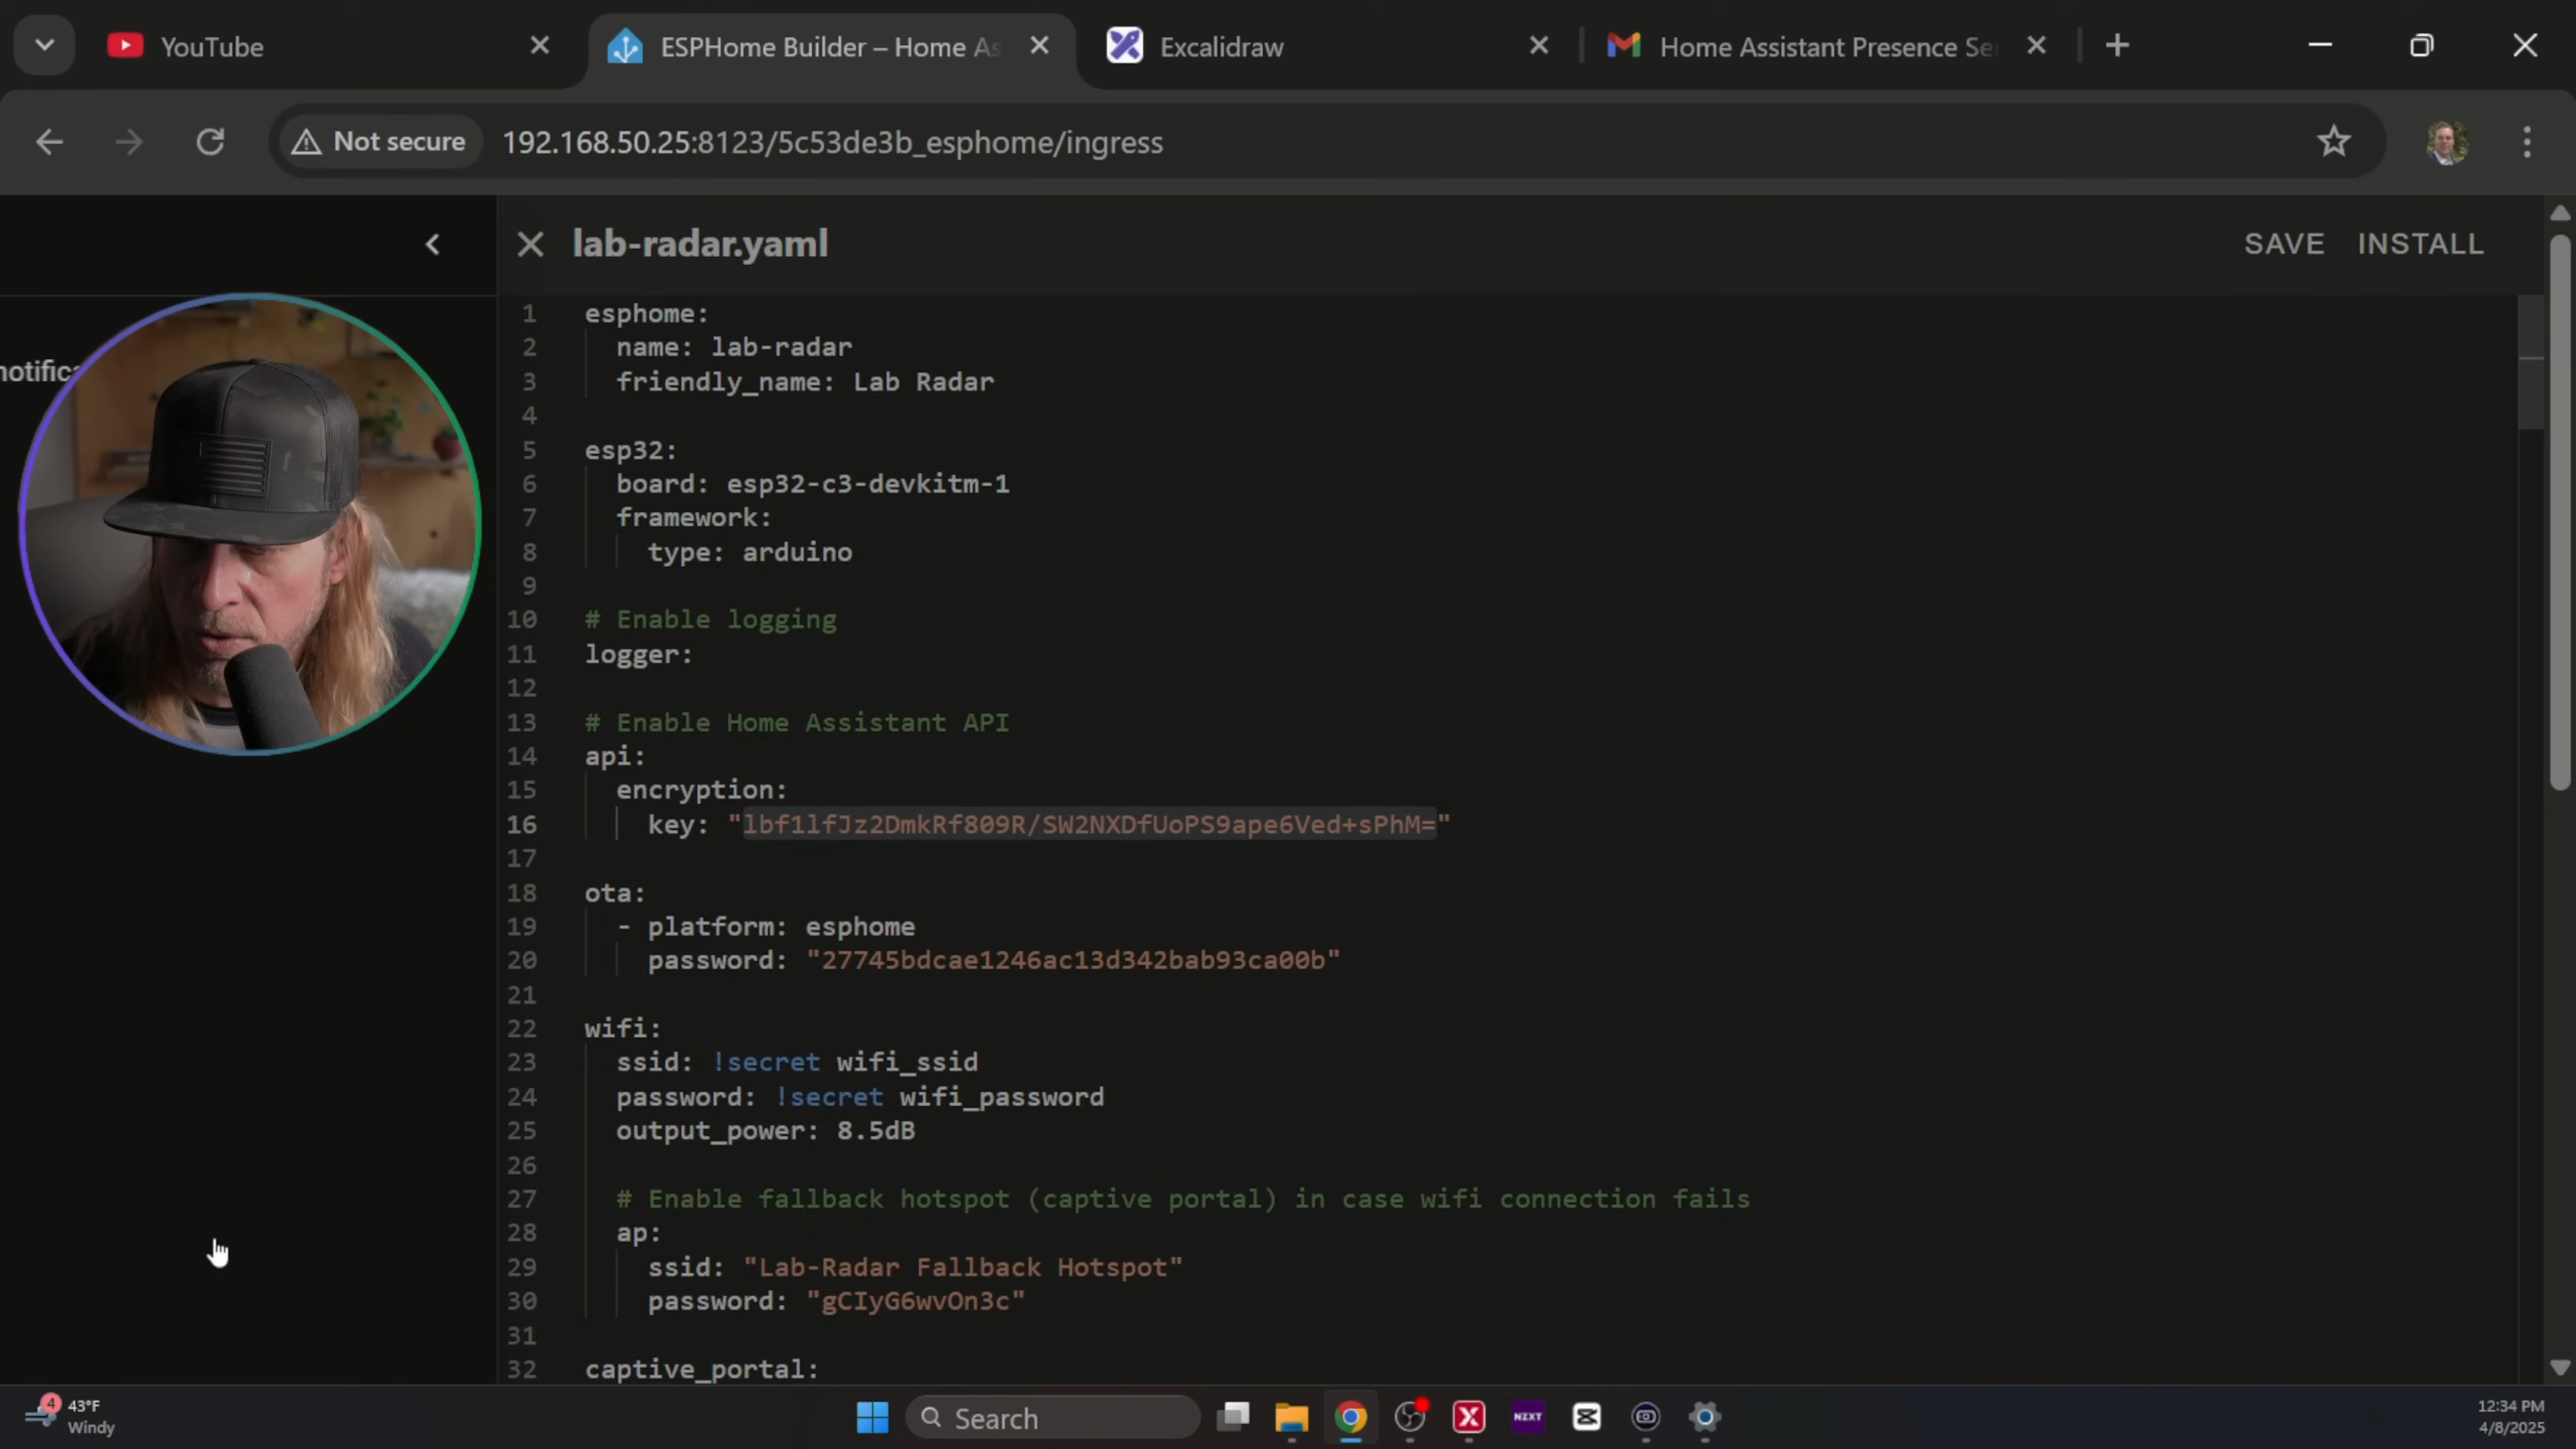 YouTube
ESPHome Builder – Home As
Excalidraw
Home Assistant Presence Se
Not secure
192.168.50.25:8123/5c53de3b_esphome/ingress
lab-radar.yaml
SAVE
INSTALL
notific
1 esphome:
2 name: lab-radar
3 friendly_name: Lab Radar
4
5 esp32:
6 board: esp32-c3-devkitm-1
7 framework:
8 type: arduino
9
10 # Enable logging
11 logger:
12
13 # Enable Home Assistant API
14 api:
15 encryption:
16 key: "lbf1lfJz2DmkRf809R/SW2NXDfUoPS9ape6Ved+sPhM="
17
18 ota:
19 - platform: esphome
20 password: "27745bdcae1246ac13d342bab93ca00b"
21
22 wifi:
23 ssid: !secret wifi_ssid
24 password: !secret wifi_password
25 output_power: 8.5dB
26
27 # Enable fallback hotspot (captive portal) in case wifi connection fails
28 ap:
29 ssid: "Lab-Radar Fallback Hotspot"
30 password: "gCIyG6wvOn3c"
31
32 captive_portal:
4
43°F
Windy
Search
NZXT
12:34 PM
4/8/2025